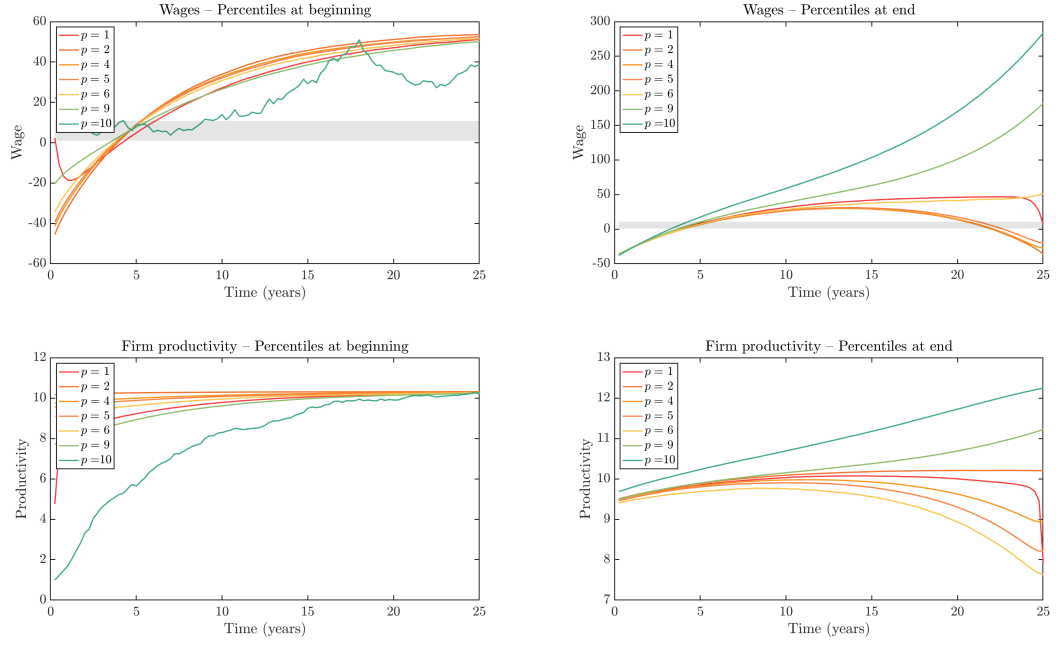 Wages – Percentiles at beginning
60
40
20
0
-20
-40
-60
Wage
p = 1
p = 2
p = 4
p = 5
p = 6
p = 9
p =10
0 5 10 15 20 25
Time (years)
Wages – Percentiles at end
300
250
200
150
100
50
0
-50
Wage
p = 1
p = 2
p = 4
p = 5
p = 6
p = 9
p =10
0 5 10 15 20 25
Time (years)
Firm productivity – Percentiles at beginning
12
10
8
6
4
2
0
Productivity
p = 1
p = 2
p = 4
p = 5
p = 6
p = 9
p =10
0 5 10 15 20 25
Time (years)
Firm productivity – Percentiles at end
13
12
11
10
9
8
7
Productivity
p = 1
p = 2
p = 4
p = 5
p = 6
p = 9
p =10
0 5 10 15 20 25
Time (years)